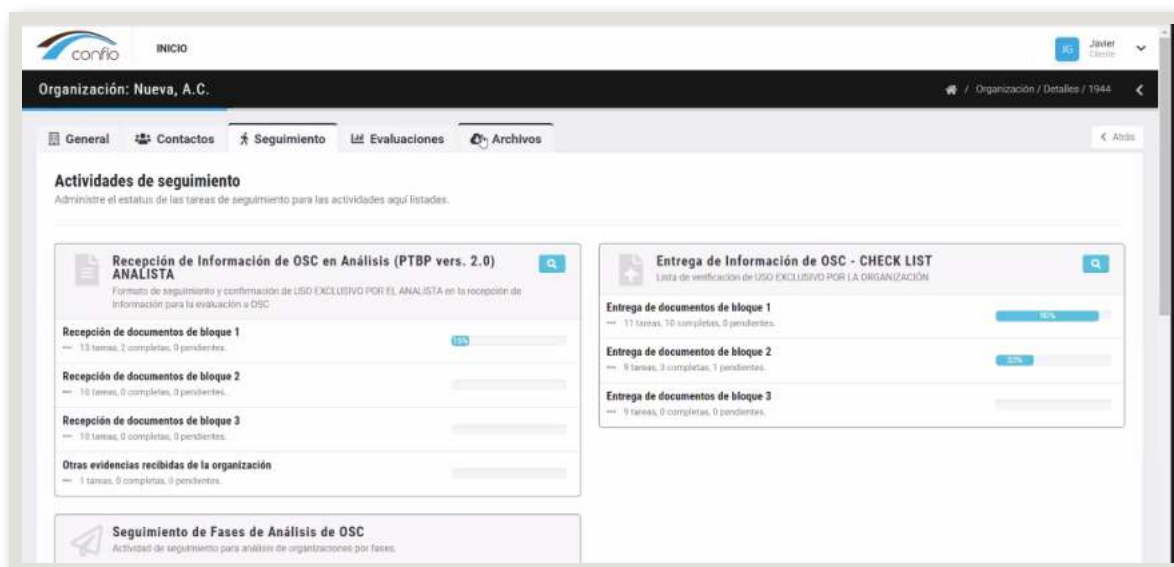 confío
INICIO
JG
Javier
Cliente
Organización: Nueva, A.C.
/ Organización / Detalles / 1944
General
Contactos
Seguimiento
Evaluaciones
Archivos
Atrás
Actividades de seguimiento
Administre el estatus de las tareas de seguimiento para las actividades aquí listadas.
Recepción de Información de OSC en Análisis (PTBP vers. 2.0)
ANALISTA
Formato de seguimiento y confirmación de USO EXCLUSIVO POR EL ANALISTA en la recepción de
información para la evaluación a OSC
Recepción de documentos de bloque 1
13 tareas, 2 completas, 0 pendientes.
15%
Recepción de documentos de bloque 2
10 tareas, 0 completas, 0 pendientes.
Recepción de documentos de bloque 3
10 tareas, 0 completas, 0 pendientes.
Otras evidencias recibidas de la organización
1 tareas, 0 completas, 0 pendientes.
Entrega de Información de OSC - CHECK LIST
Lista de verificación de USO EXCLUSIVO POR LA ORGANIZACIÓN
Entrega de documentos de bloque 1
11 tareas, 10 completas, 0 pendientes.
90%
Entrega de documentos de bloque 2
9 tareas, 3 completas, 1 pendientes.
33%
Entrega de documentos de bloque 3
9 tareas, 0 completas, 0 pendientes.
Seguimiento de Fases de Análisis de OSC
Actividad de seguimiento para análisis de organizaciones por fases.